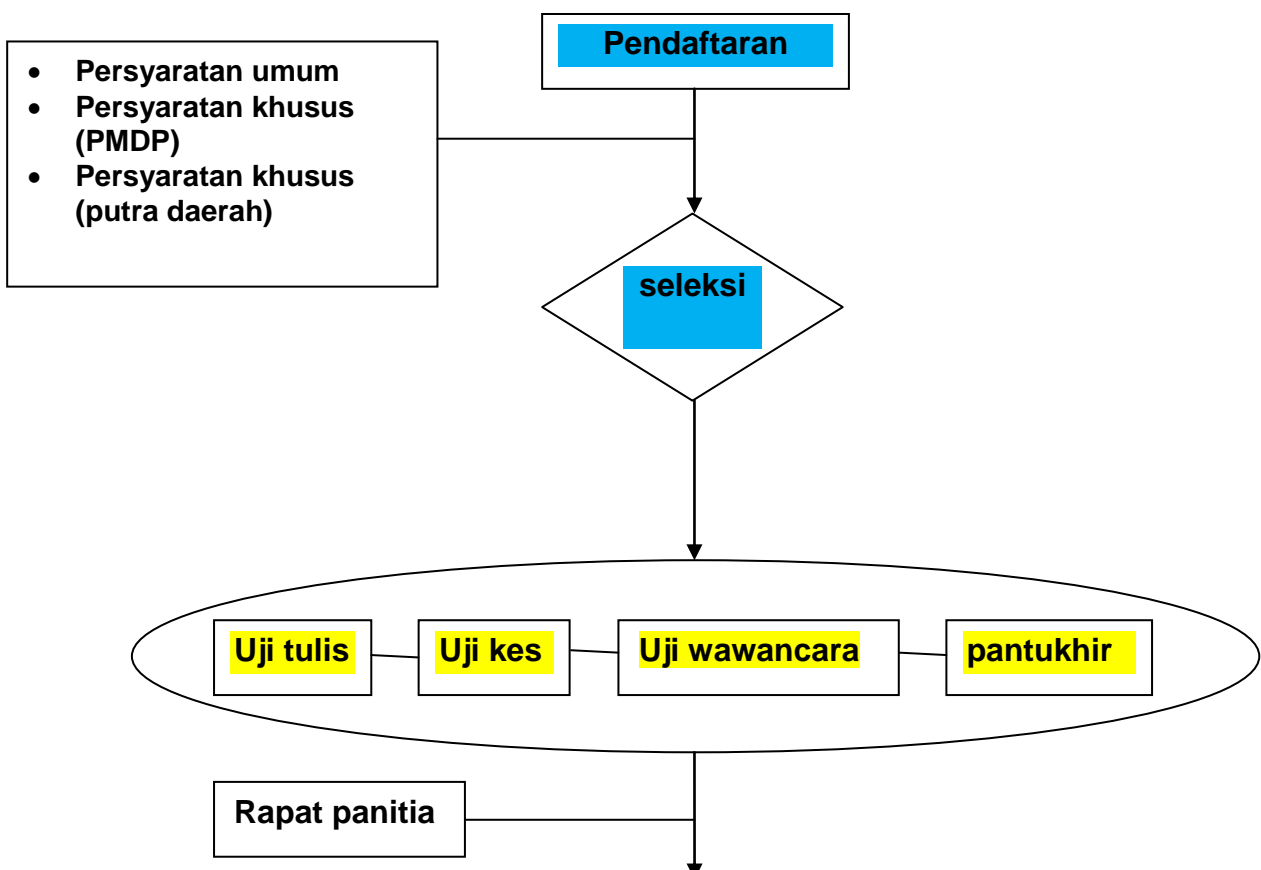 Pendaftaran
• Persyaratan umum
• Persyaratan khusus
(PMDP)
• Persyaratan khusus
(putra daerah)
seleksi
Uji tulis
Uji kes
Uji wawancara
pantukhir
Rapat panitia